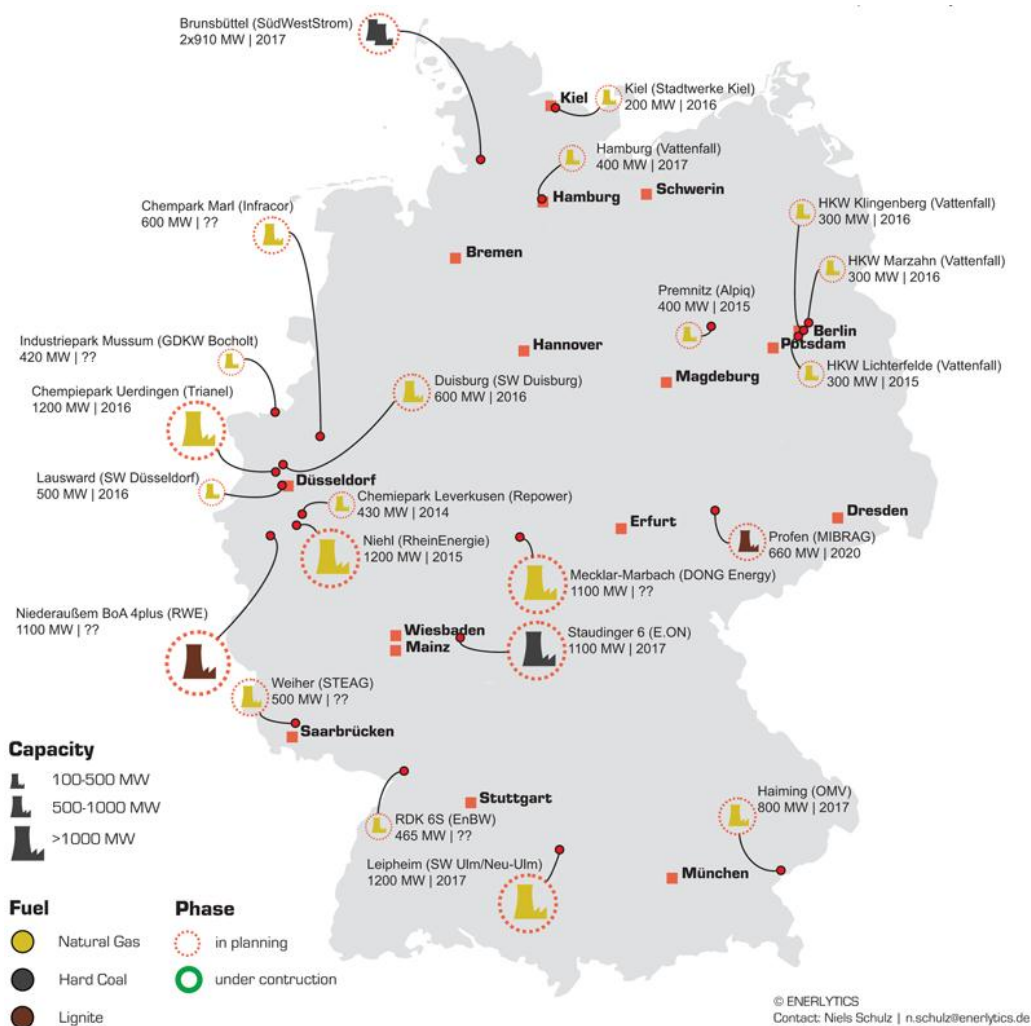 Brunsbüttel (SüdWestStrom)
2x910 MW | 2017
Kiel
Kiel (Stadtwerke Kiel)
200 MW | 2016
Hamburg (Vattenfall)
400 MW | 2017
Hamburg
Schwerin
Chempark Marl (Infracor)
600 MW | ??
HKW Klingenberg (Vattenfall)
300 MW | 2016
Bremen
HKW Marzahn (Vattenfall)
300 MW | 2016
Premnitz (Alpiq)
400 MW | 2015
Berlin
Potsdam
Industriepark Mussum (GDKW Bocholt)
420 MW | ??
Hannover
HKW Lichterfelde (Vattenfall)
300 MW | 2015
Magdeburg
Chempiepark Uerdingen (Trianel)
1200 MW | 2016
Duisburg (SW Duisburg)
600 MW | 2016
Lausward (SW Düsseldorf)
500 MW | 2016
Düsseldorf
Chemiepark Leverkusen (Repower)
430 MW | 2014
Erfurt
Dresden
Niehl (RheinEnergie)
1200 MW | 2015
Profen (MIBRAG)
660 MW | 2020
Mecklar-Marbach (DONG Energy)
1100 MW | ??
Niederaußem BoA 4plus (RWE)
1100 MW | ??
Wiesbaden
Mainz
Staudinger 6 (E.ON)
1100 MW | 2017
Weiher (STEAG)
500 MW | ??
Saarbrücken
Capacity
100-500 MW
500-1000 MW
>1000 MW
Stuttgart
Haiming (OMV)
800 MW | 2017
RDK 6S (EnBW)
465 MW | ??
Leipheim (SW Ulm/Neu-Ulm)
1200 MW | 2017
München
Fuel
Natural Gas
Hard Coal
Lignite
Phase
in planning
under contruction
© ENERLYTICS
Contact: Niels Schulz | n.schulz@enerlytics.de